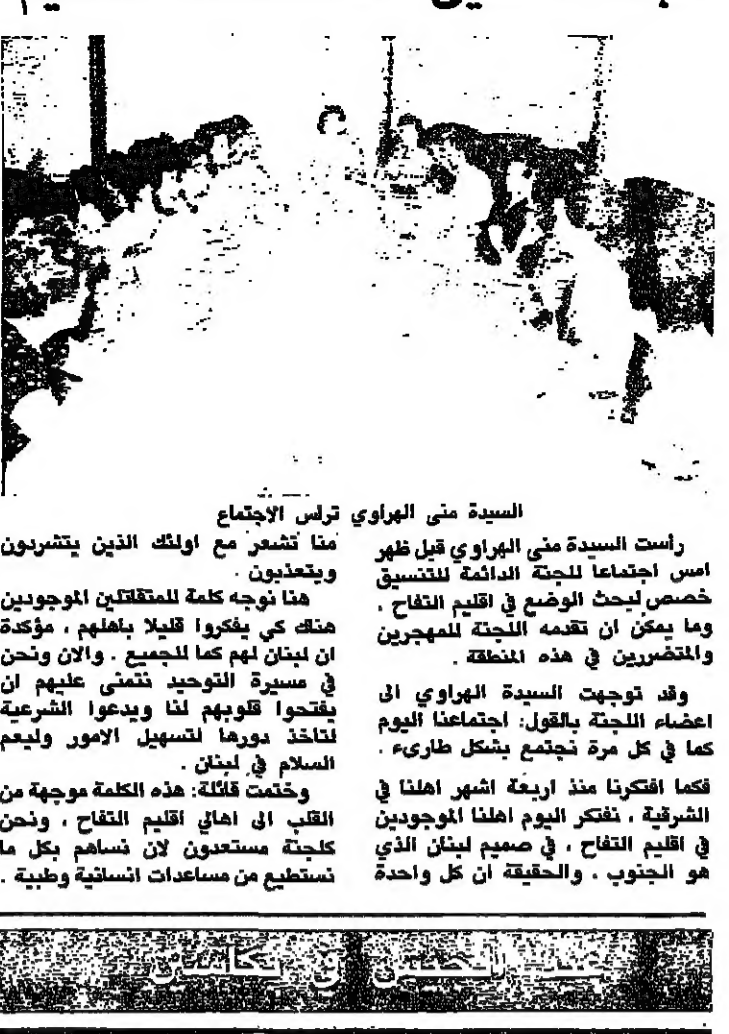 السيدة منى الهراوي ترأس الاجتماع
رأست السيدة منى الهراوي قبل ظهر
امس اجتماعا للجنة الدائمة للتنسيق
خصص لبحث الوضع في اقليم التفاح ،
وما يمكن ان تقدمه اللجنة للمهجرين
والمتضررين في هذه المنطقة .
وقد توجهت السيدة الهراوي الى
اعضاء اللجنة بالقول: اجتماعنا اليوم
كما في كل مرة نجتمع بشكل طارىء .
فكما افتكرنا منذ اربعة اشهر اهلنا في
الشرقية ، نفتكر اليوم اهلنا الموجودين
في اقليم التفاح ، في صميم لبنان الذي
هو الجنوب . والحقيقة ان كل واحدة
منا تشعر مع اولئك الذين يتشردون
ويتعذبون .
هنا نوجه كلمة للمتقاتلين الموجودين
هناك كي يفكروا قليلا باهلهم ، مؤكدة
ان لبنان لهم كما للجميع . والان ونحن
في مسيرة التوحيد نتمنى عليهم ان
يفتحوا قلوبهم لنا ويدعوا الشرعية
لتاخذ دورها لتسهيل الامور وليعم
السلام في لبنان .
وختمت قائلة: هذه الكلمة موجهة من
القلب الى اهالي اقليم التفاح ، ونحن
كلجنة مستعدون لان نساهم بكل ما
نستطيع من مساعدات انسانية وطبية .